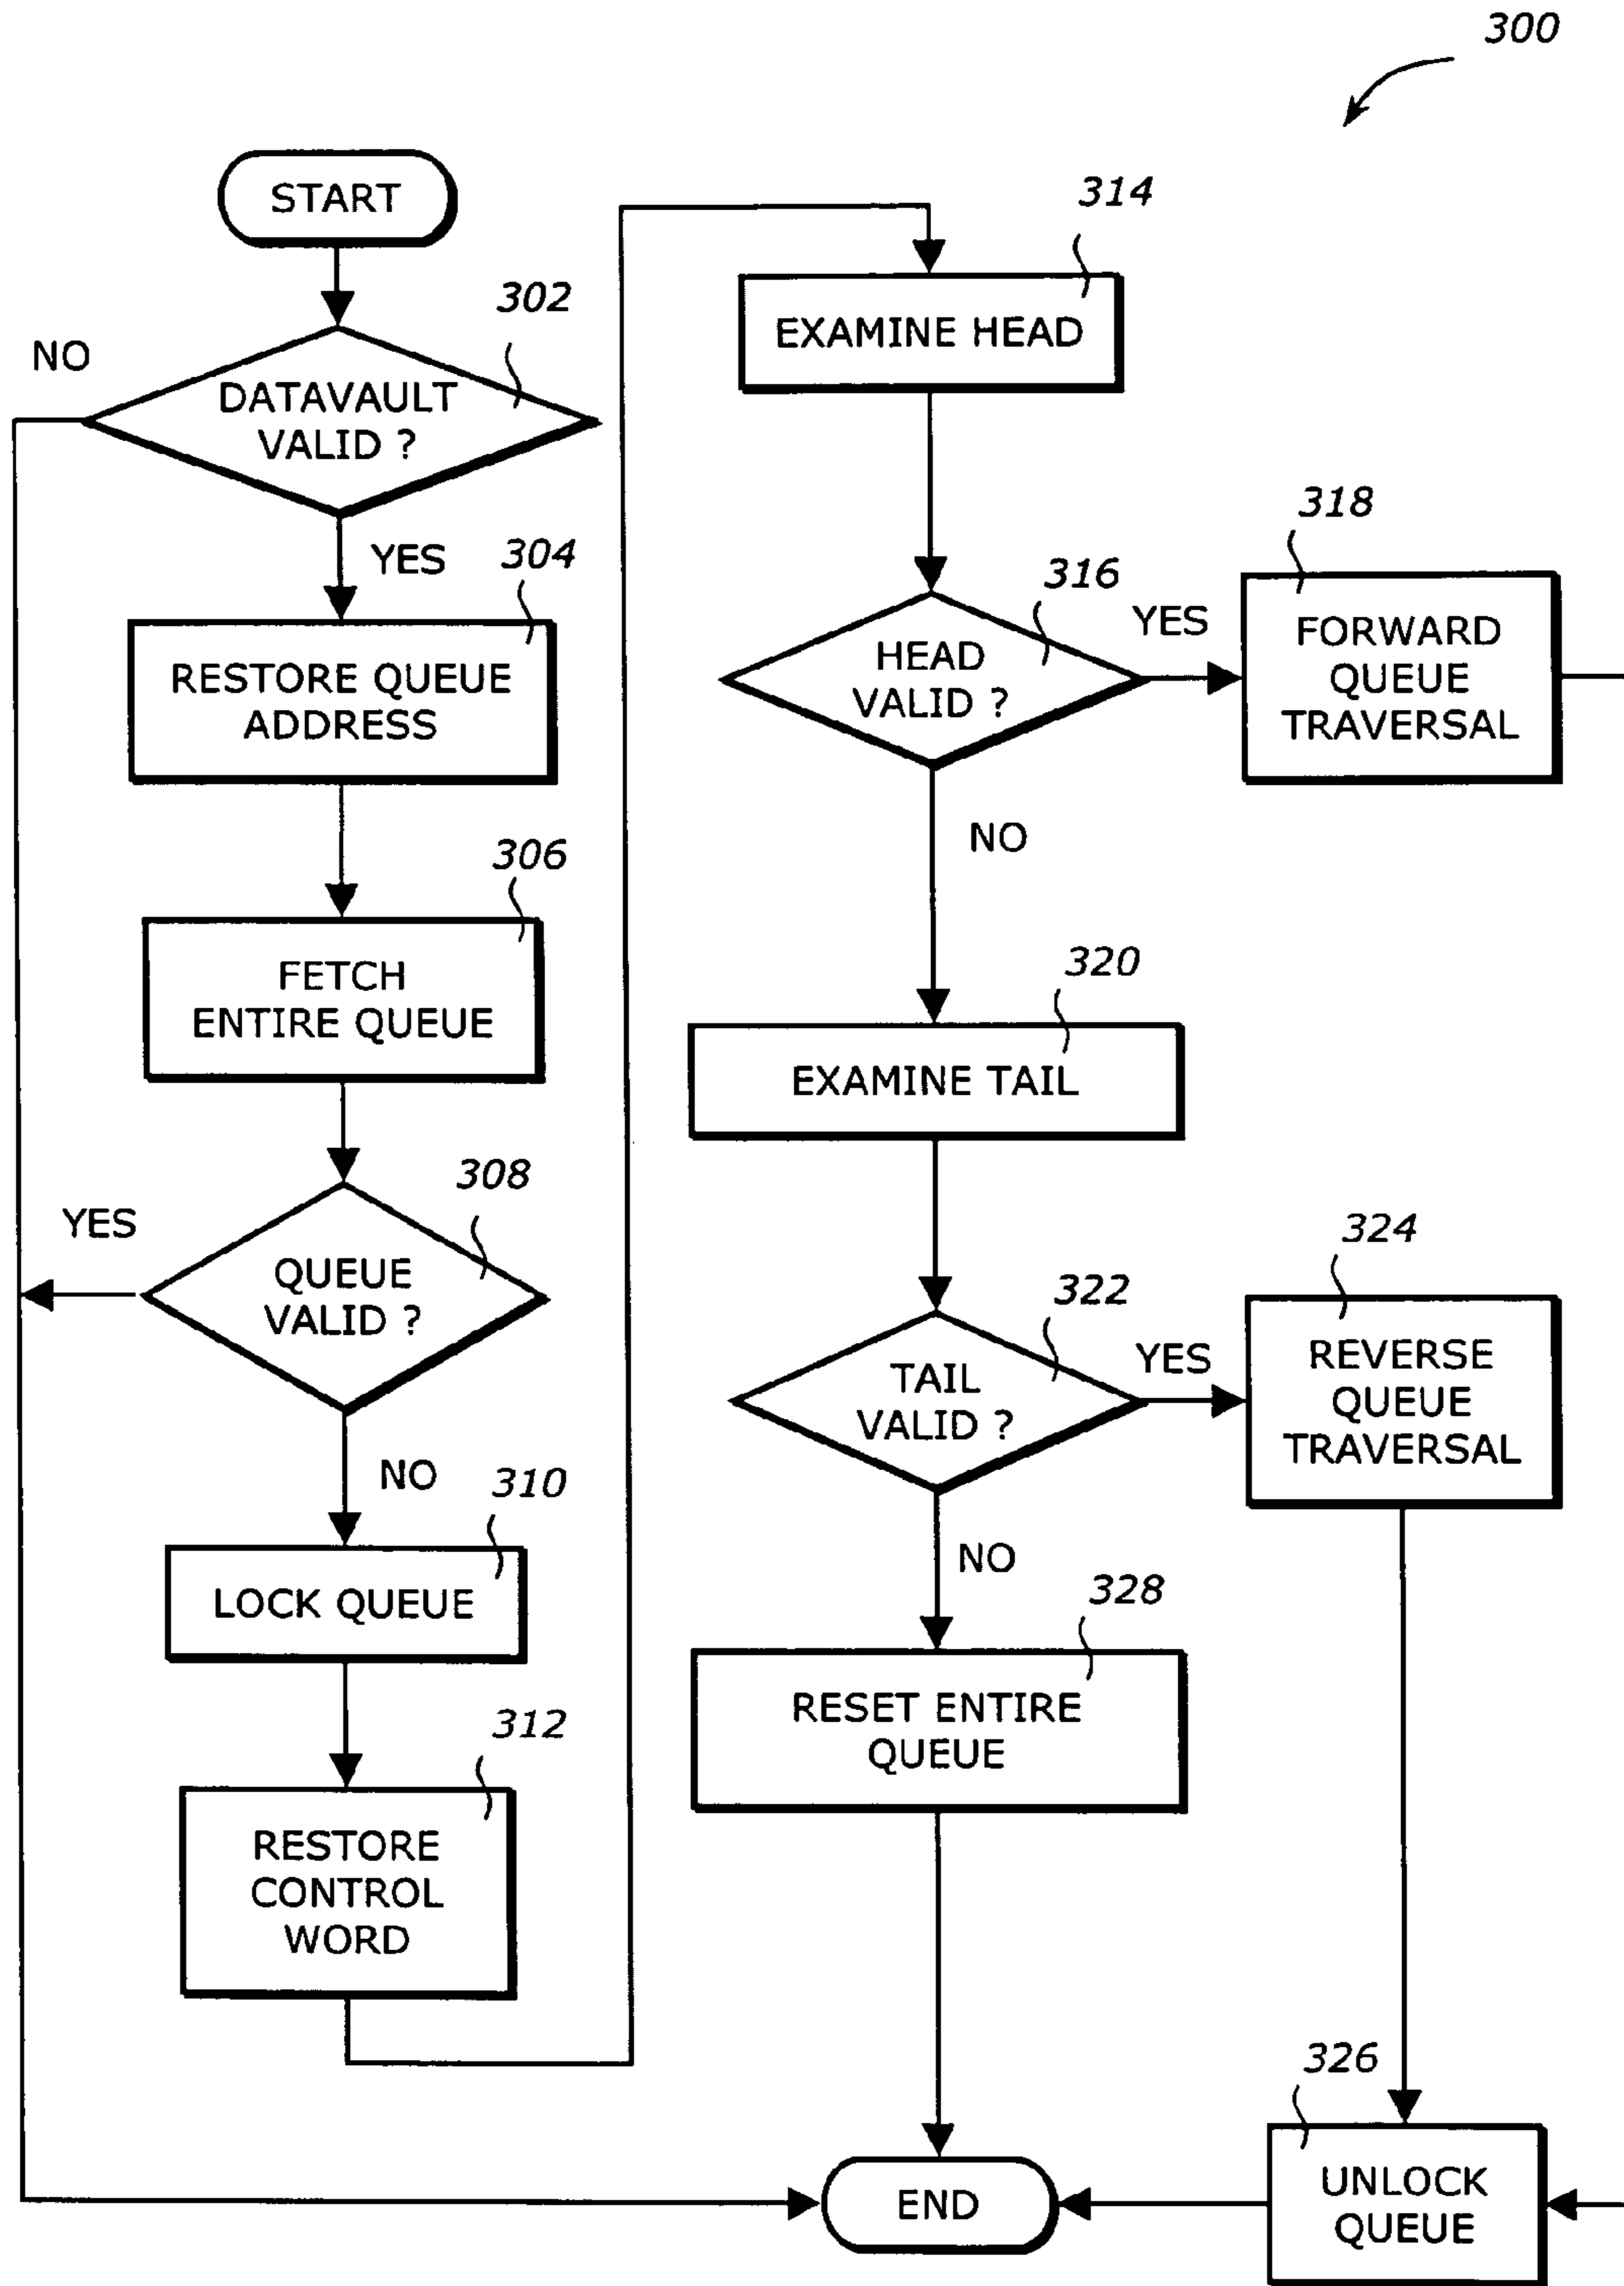 300
START
302
NO
DATAVAULT
VALID ?
YES
304
RESTORE QUEUE
ADDRESS
306
FETCH
ENTIRE QUEUE
308
YES
QUEUE
VALID ?
NO
310
LOCK QUEUE
312
RESTORE
CONTROL
WORD
314
EXAMINE HEAD
316
HEAD
VALID ?
YES
318
FORWARD
QUEUE
TRAVERSAL
NO
320
EXAMINE TAIL
322
TAIL
VALID ?
YES
324
REVERSE
QUEUE
TRAVERSAL
NO
328
RESET ENTIRE
QUEUE
326
UNLOCK
QUEUE
END